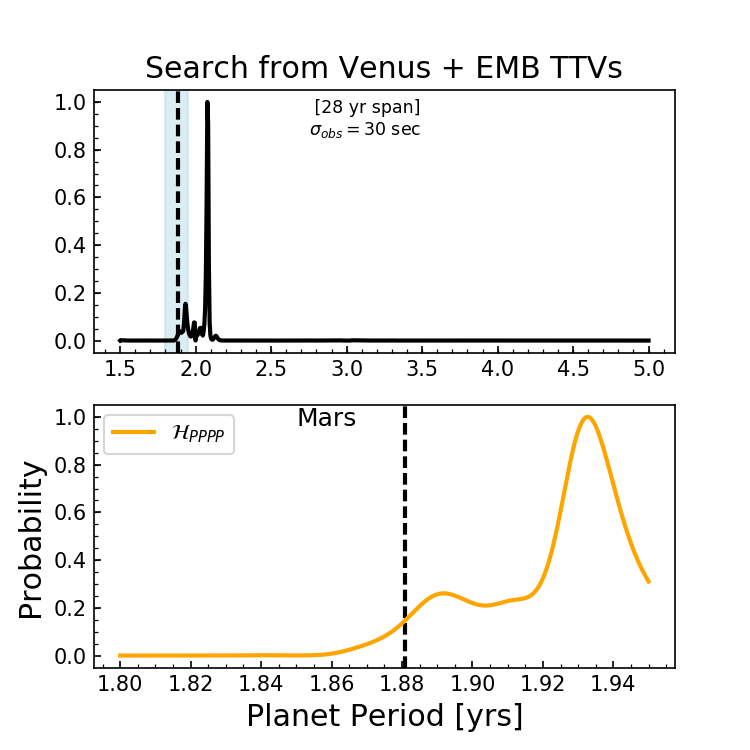 Search from Venus + EMB TTVs
[28 yr span]
σ_obs = 30 sec
1.0
0.8
0.6
0.4
0.2
0.0
1.5 2.0 2.5 3.0 3.5 4.0 4.5 5.0
Mars
ℋ_PPPP
Probability
1.0
0.8
0.6
0.4
0.2
0.0
1.80 1.82 1.84 1.86 1.88 1.90 1.92 1.94
Planet Period [yrs]